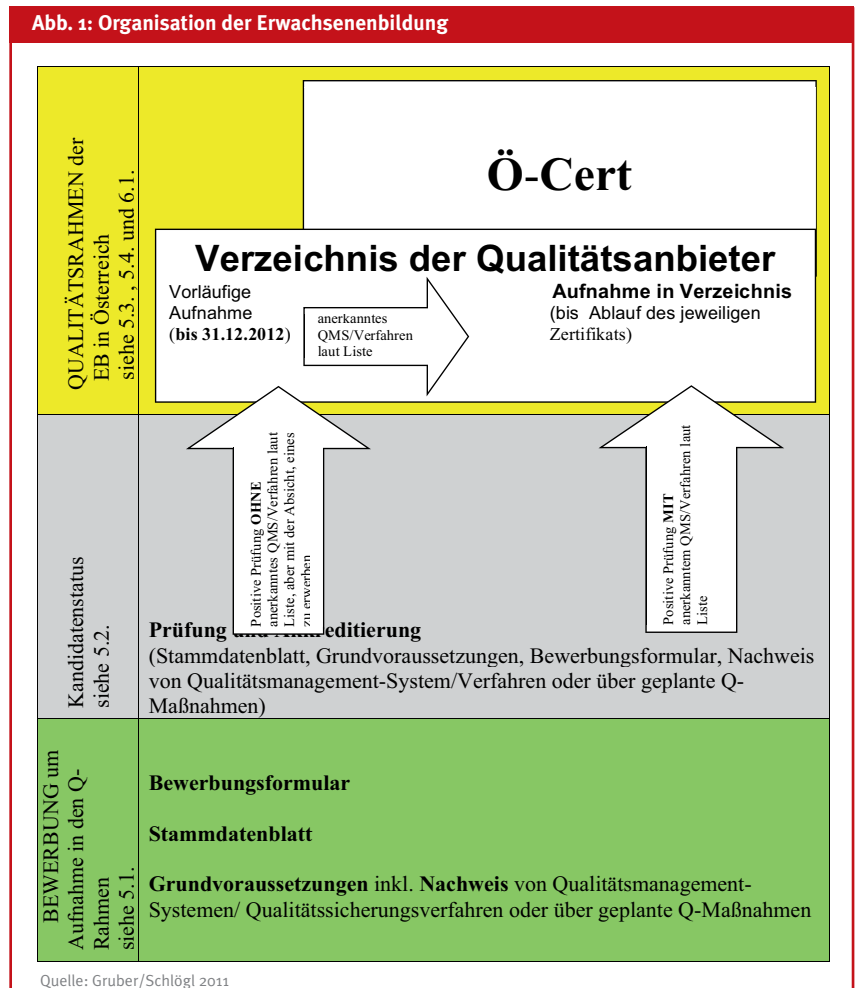 Abb. 1: Organisation der Erwachsenenbildung
QUALITÄTSRAHMEN der
EB in Österreich
siehe 5.3. , 5.4. und 6.1.
Ö-Cert
Verzeichnis der Qualitätsanbieter
Vorläufige
Aufnahme
(bis 31.12.2012)
anerkanntes
QMS/Verfahren
laut Liste
Aufnahme in Verzeichnis
(bis Ablauf des jeweiligen
Zertifikats)
Kandidatenstatus
siehe 5.2.
Positive Prüfung OHNE
anerkanntes QMS/Verfahren laut
Liste, aber mit der Absicht, eines
zu erwerben
Positive Prüfung MIT
anerkanntem QMS/Verfahren laut
Liste
Prüfung und Akkreditierung
(Stammdatenblatt, Grundvoraussetzungen, Bewerbungsformular, Nachweis
von Qualitätsmanagement-System/Verfahren oder über geplante Q-
Maßnahmen)
BEWERBUNG um
Aufnahme in den Q-
Rahmen
siehe 5.1.
Bewerbungsformular
Stammdatenblatt
Grundvoraussetzungen inkl. Nachweis von Qualitätsmanagement-
Systemen/ Qualitätssicherungsverfahren oder über geplante Q-Maßnahmen
Quelle: Gruber/Schlögl 2011